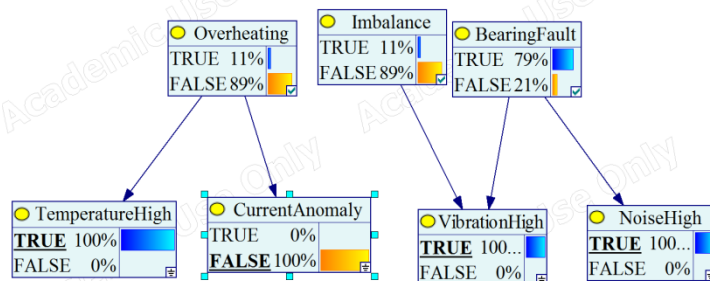 Overheating
TRUE 11%
FALSE 89%
Imbalance
TRUE 11%
FALSE 89%
BearingFault
TRUE 79%
FALSE 21%
TemperatureHigh
TRUE 100%
FALSE 0%
CurrentAnomaly
TRUE 0%
FALSE 100%
VibrationHigh
TRUE 100...
FALSE 0%
NoiseHigh
TRUE 100...
FALSE 0%